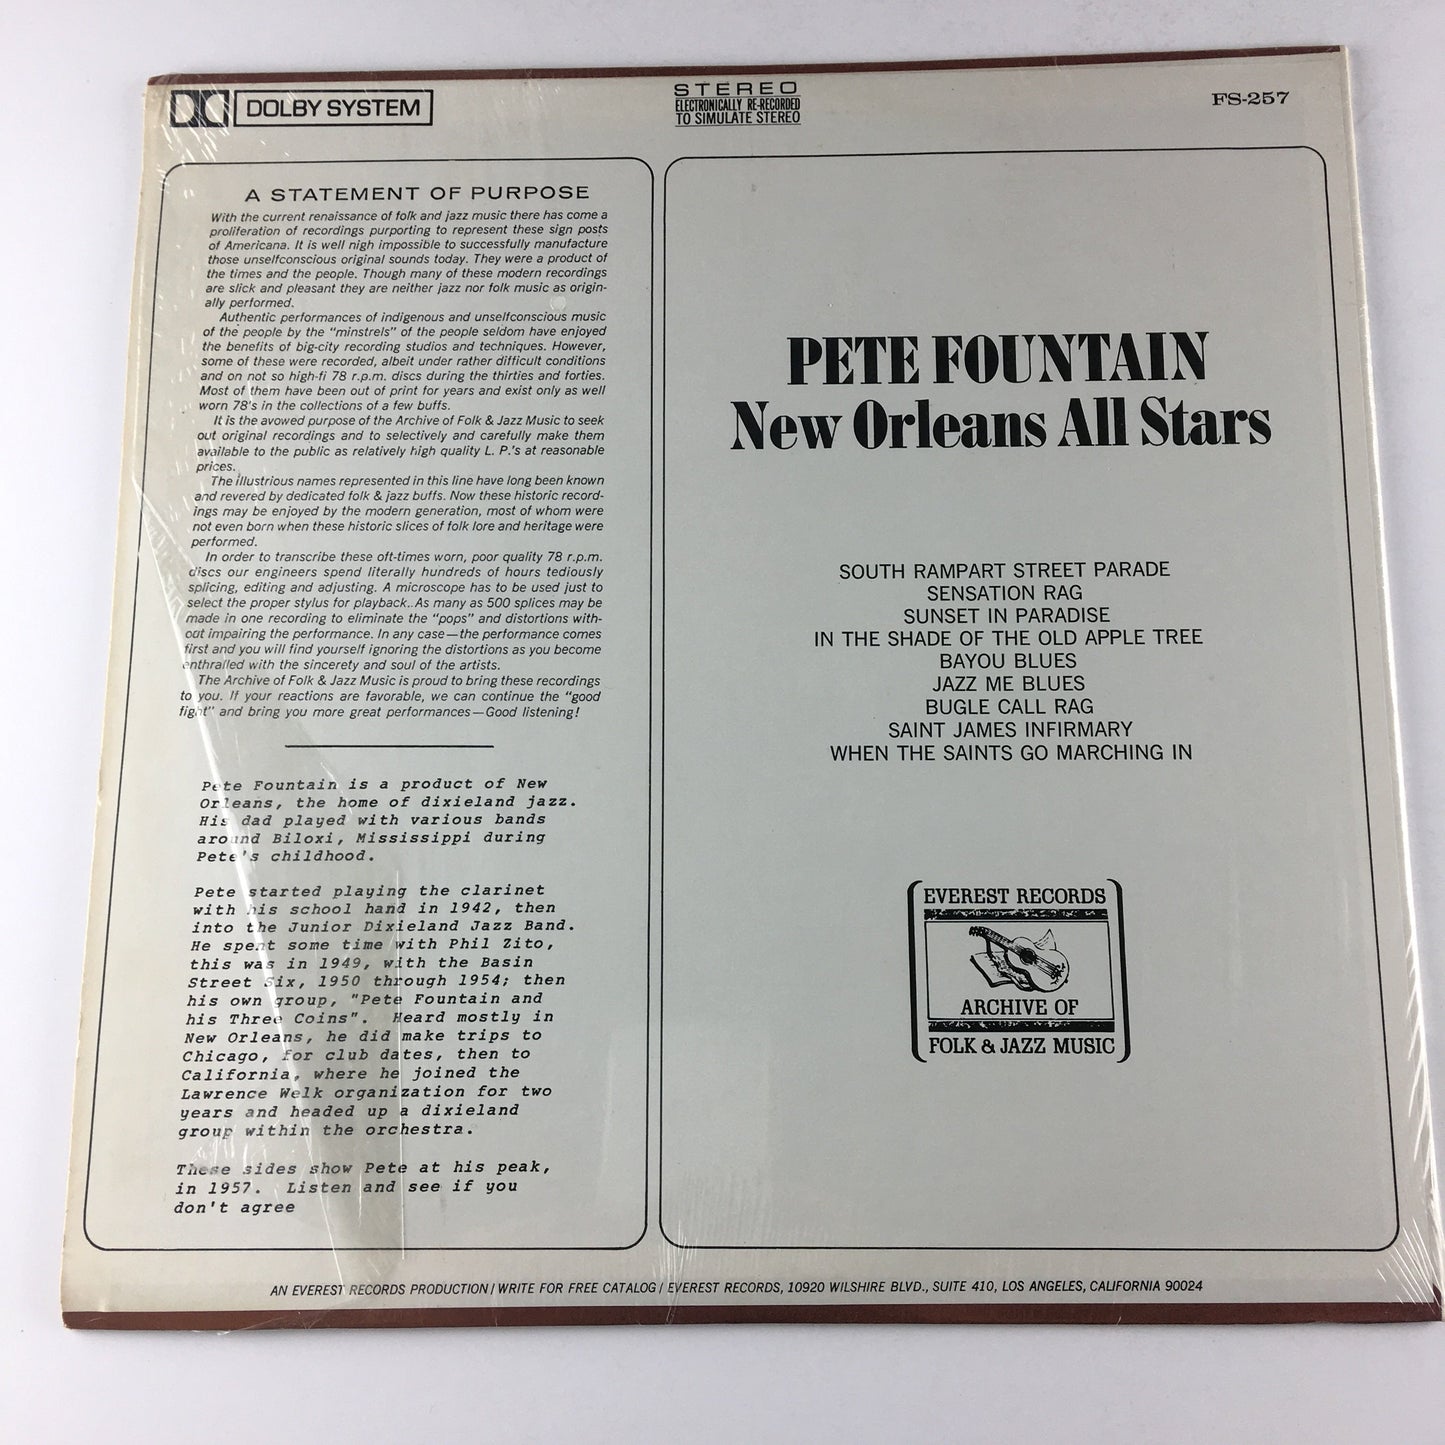 DOLBY SYSTEM
STEREO
ELECTRONICALLY RE-RECORDED
TO SIMULATE STEREO
FS-257
A STATEMENT OF PURPOSE
With the current renaissance of folk and jazz music there has come a
proliferation of recordings purporting to represent these sign posts
of Americana. It is well nigh impossible to successfully manufacture
those unselfconscious original sounds today. They were a product of
the times and the people. Though many of these modern recordings
are slick and pleasant they are neither jazz nor folk music as origin-
ally performed.
Authentic performances of indigenous and unselfconscious music
of the people by the "minstrels" of the people seldom have enjoyed
the benefits of big-city recording studios and techniques. However,
some of these were recorded, albeit under rather difficult conditions
and on not so high-fi 78 r.p.m. discs during the thirties and forties.
Most of them have been out of print for years and exist only as well
worn 78's in the collections of a few buffs.
It is the avowed purpose of the Archive of Folk & Jazz Music to seek
out original recordings and to selectively and carefully make them
available to the public as relatively high quality L. P.'s at reasonable
prices.
The illustrious names represented in this line have long been known
and revered by dedicated folk & jazz buffs. Now these historic record-
ings may be enjoyed by the modern generation, most of whom were
not even born when these historic slices of folk lore and heritage were
performed.
In order to transcribe these oft-times worn, poor quality 78 r.p.m.
discs our engineers spend literally hundreds of hours tediously
splicing, editing and adjusting. A microscope has to be used just to
select the proper stylus for playback. As many as 500 splices may be
made in one recording to eliminate the "pops" and distortions with-
out impairing the performance. In any case—the performance comes
first and you will find yourself ignoring the distortions as you become
enthralled with the sincerety and soul of the artists.
The Archive of Folk & Jazz Music is proud to bring these recordings
to you. If your reactions are favorable, we can continue the "good
fight" and bring you more great performances—Good listening!
Pete Fountain is a product of New
Orleans, the home of dixieland jazz.
His dad played with various bands
around Biloxi, Mississippi during
Pete's childhood.
Pete started playing the clarinet
with his school hand in 1942, then
into the Junior Dixieland Jazz Band.
He spent some time with Phil Zito,
this was in 1949, with the Basin
Street Six, 1950 through 1954; then
his own group, "Pete Fountain and
his Three Coins". Heard mostly in
New Orleans, he did make trips to
Chicago, for club dates, then to
California, where he joined the
Lawrence Welk organization for two
years and headed up a dixieland
group within the orchestra.
These sides show Pete at his peak,
in 1957. Listen and see if you
don't agree
PETE FOUNTAIN
New Orleans All Stars
SOUTH RAMPART STREET PARADE
SENSATION RAG
SUNSET IN PARADISE
IN THE SHADE OF THE OLD APPLE TREE
BAYOU BLUES
JAZZ ME BLUES
BUGLE CALL RAG
SAINT JAMES INFIRMARY
WHEN THE SAINTS GO MARCHING IN
EVEREST RECORDS
ARCHIVE OF
FOLK & JAZZ MUSIC
AN EVEREST RECORDS PRODUCTION / WRITE FOR FREE CATALOG / EVEREST RECORDS, 10920 WILSHIRE BLVD., SUITE 410, LOS ANGELES, CALIFORNIA 90024